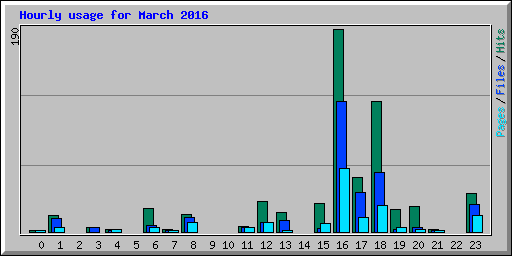 Hourly usage for March 2016
190
Pages/Files/Hits
0 1 2 3 4 5 6 7 8 9 10 11 12 13 14 15 16 17 18 19 20 21 22 23